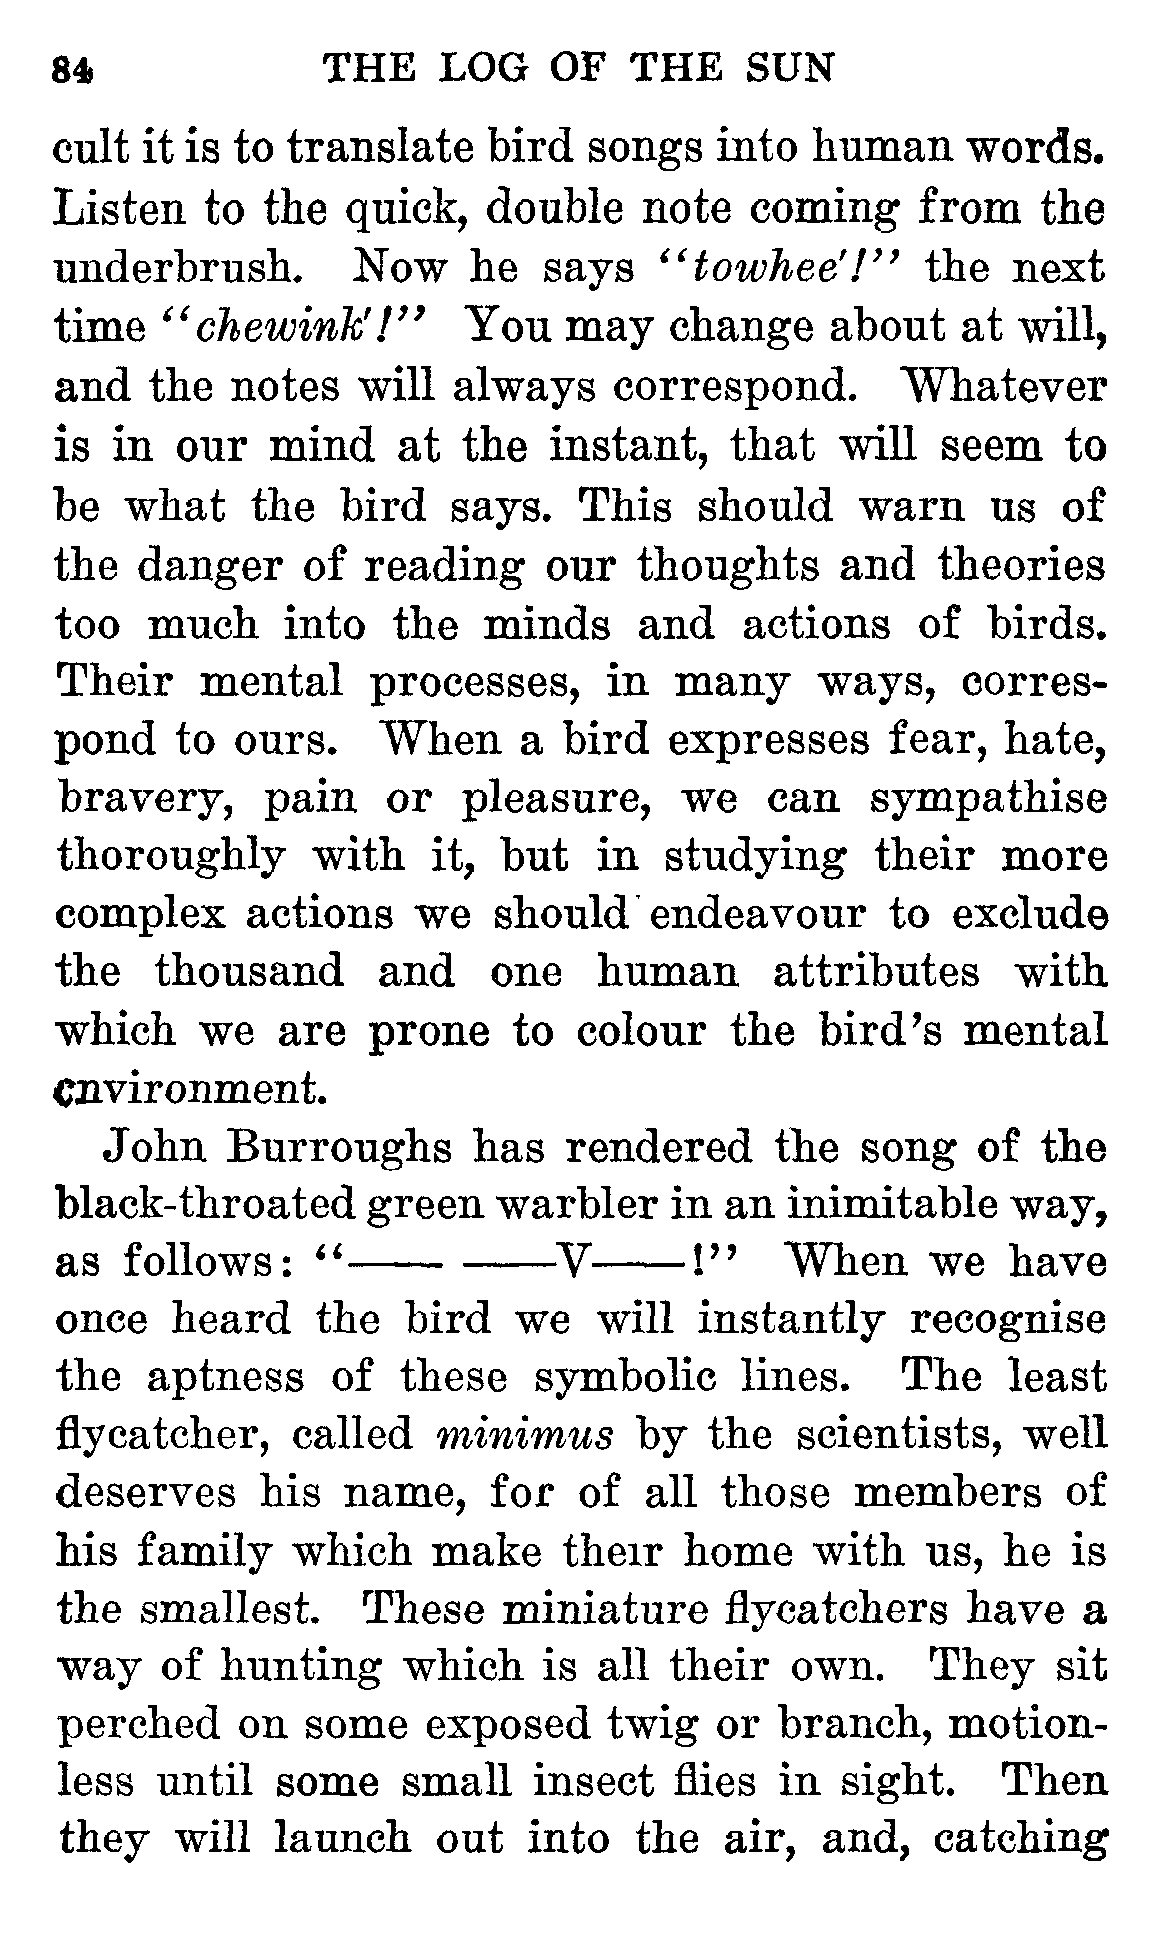 84 THE LOG OF THE SUN
cult it is to translate bird songs into human words.
Listen to the quick, double note coming from the
underbrush. Now he says "towhee'!" the next
time "chewink'!" You may change about at will,
and the notes will always correspond. Whatever
is in our mind at the instant, that will seem to
be what the bird says. This should warn us of
the danger of reading our thoughts and theories
too much into the minds and actions of birds.
Their mental processes, in many ways, corres-
pond to ours. When a bird expresses fear, hate,
bravery, pain or pleasure, we can sympathise
thoroughly with it, but in studying their more
complex actions we should endeavour to exclude
the thousand and one human attributes with
which we are prone to colour the bird's mental
environment.
John Burroughs has rendered the song of the
black-throated green warbler in an inimitable way,
as follows: "—— ——V——!" When we have
once heard the bird we will instantly recognise
the aptness of these symbolic lines. The least
flycatcher, called minimus by the scientists, well
deserves his name, for of all those members of
his family which make their home with us, he is
the smallest. These miniature flycatchers have a
way of hunting which is all their own. They sit
perched on some exposed twig or branch, motion-
less until some small insect flies in sight. Then
they will launch out into the air, and, catching